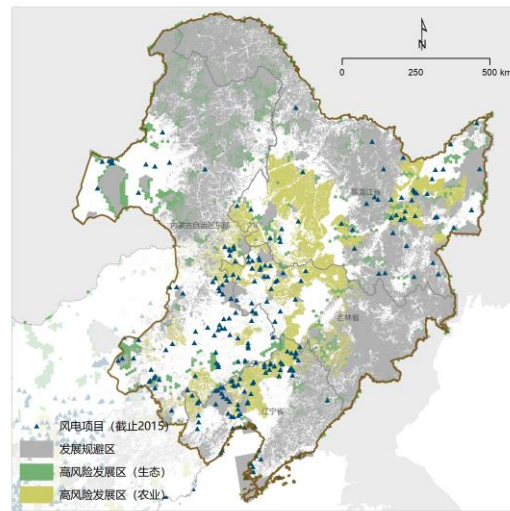 N
0 250 500 km
黑龙江省
内蒙古自治区东部
吉林省
辽宁省
风电项目（截止2015）
发展规避区
高风险发展区（生态）
高风险发展区（农业）